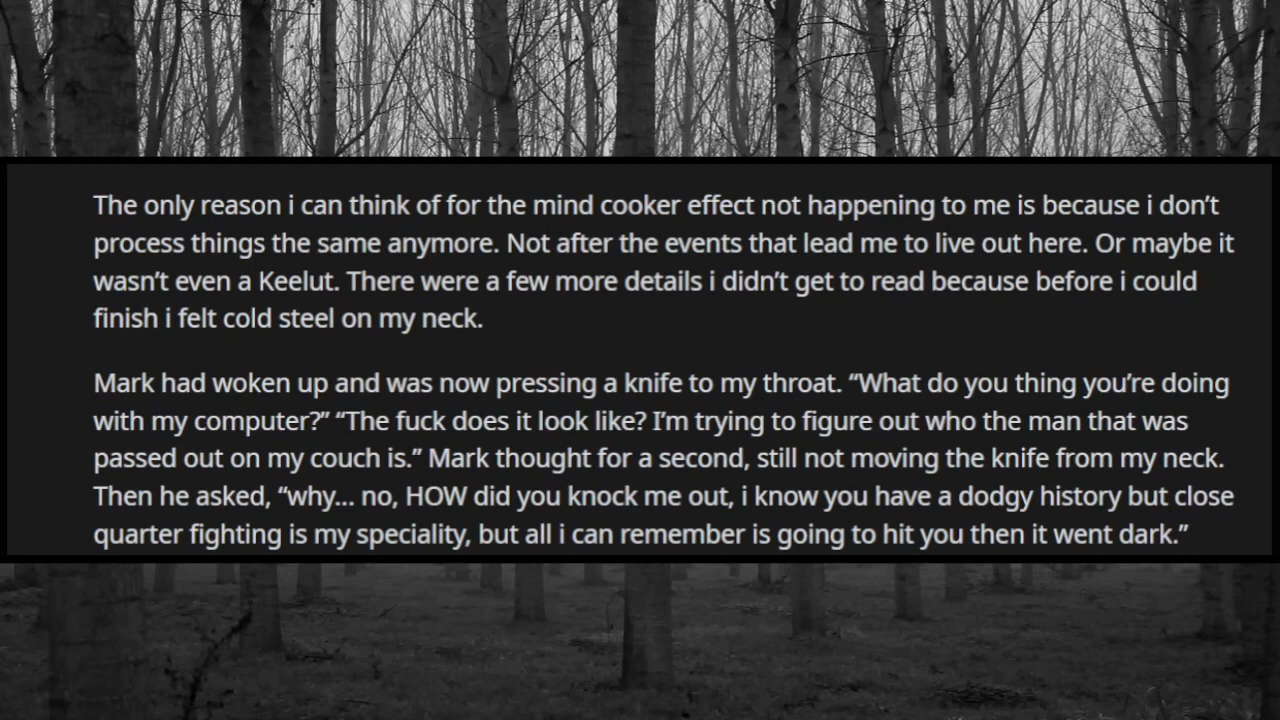 The only reason i can think of for the mind cooker effect not happening to me is because i don’t
process things the same anymore. Not after the events that lead me to live out here. Or maybe it
wasn’t even a Keelut. There were a few more details i didn’t get to read because before i could
finish i felt cold steel on my neck.
Mark had woken up and was now pressing a knife to my throat. “What do you thing you’re doing
with my computer?” “The fuck does it look like? I’m trying to figure out who the man that was
passed out on my couch is.” Mark thought for a second, still not moving the knife from my neck.
Then he asked, “why... no, HOW did you knock me out, i know you have a dodgy history but close
quarter fighting is my speciality, but all i can remember is going to hit you then it went dark.”